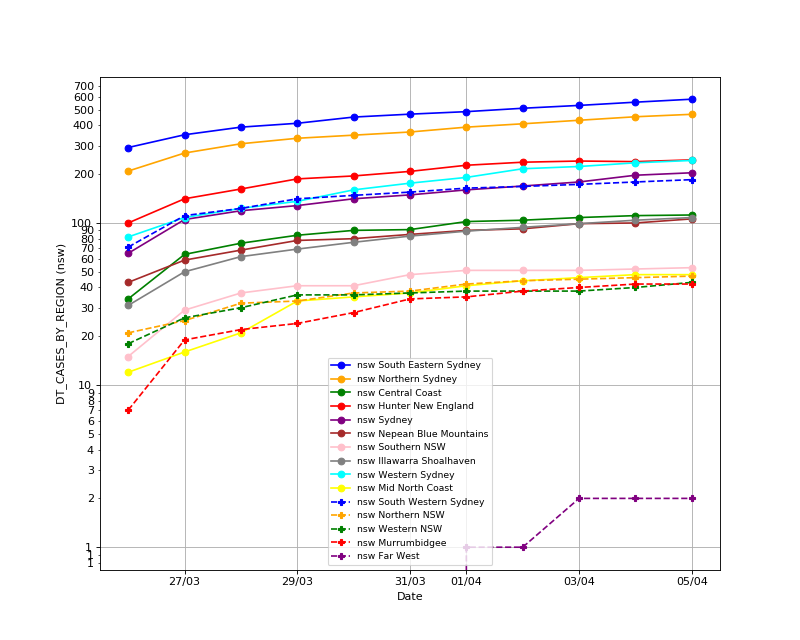 700
600
500
400
300
200
100
90
80
70
60
50
40
30
20
10
9
8
7
6
5
4
3
2
1
1
1
DT_CASES_BY_REGION (nsw)
nsw South Eastern Sydney
nsw Northern Sydney
nsw Central Coast
nsw Hunter New England
nsw Sydney
nsw Nepean Blue Mountains
nsw Southern NSW
nsw Illawarra Shoalhaven
nsw Western Sydney
nsw Mid North Coast
nsw South Western Sydney
nsw Northern NSW
nsw Western NSW
nsw Murrumbidgee
nsw Far West
27/03 29/03 31/03 01/04 03/04 05/04
Date